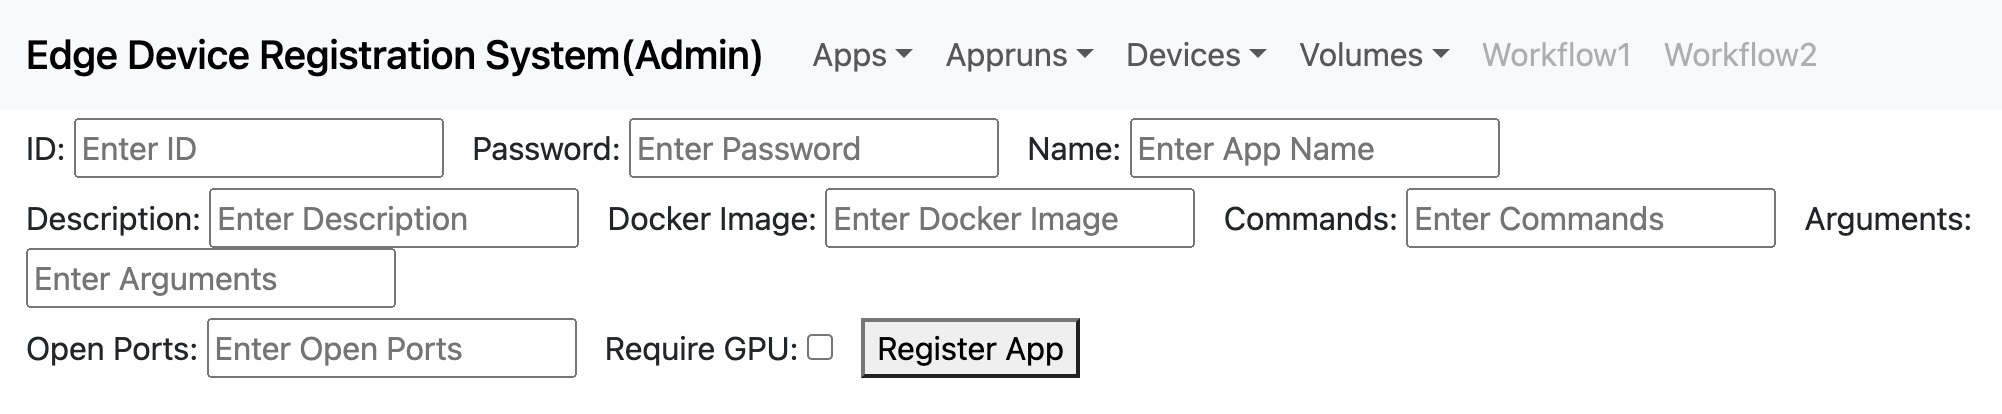 Edge Device Registration System(Admin) Apps Appruns Devices Volumes Workflow1 Workflow2
ID: Enter ID Password: Enter Password Name: Enter App Name
Description: Enter Description Docker Image: Enter Docker Image Commands: Enter Commands Arguments:
Enter Arguments
Open Ports: Enter Open Ports Require GPU: Register App